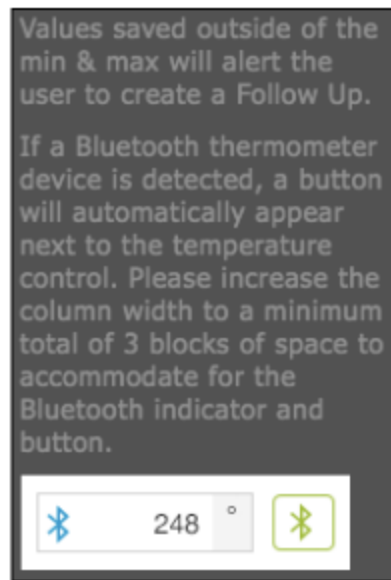 Values saved outside of the
min & max will alert the
user to create a Follow Up.
If a Bluetooth thermometer
device is detected, a button
will automatically appear
next to the temperature
control. Please increase the
column width to a minimum
total of 3 blocks of space to
accommodate for the
Bluetooth indicator and
button.
248 °